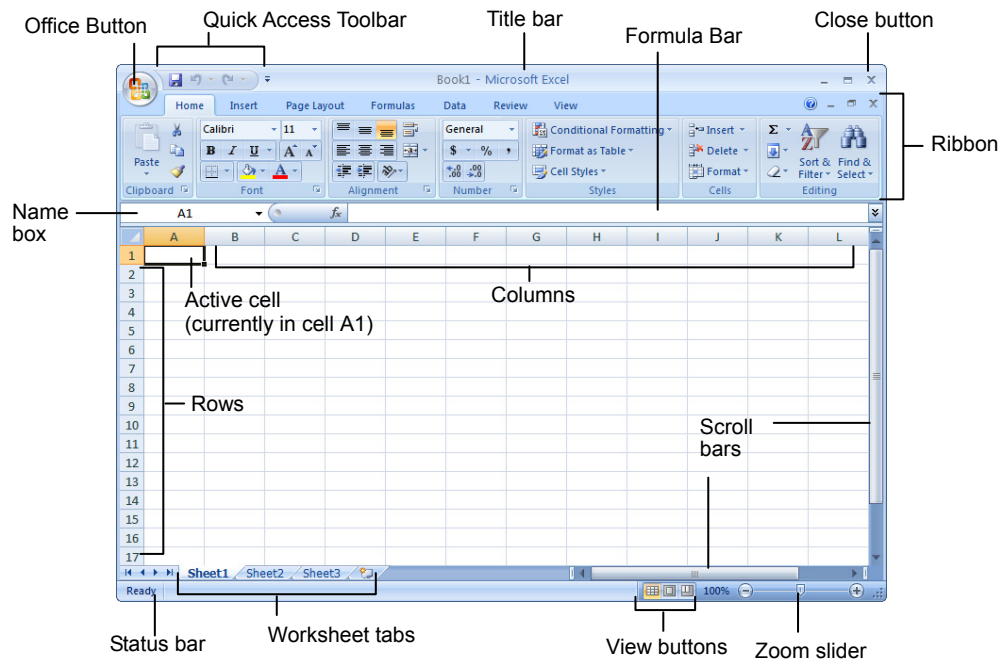 Office Button
Quick Access Toolbar
Title bar
Formula Bar
Close button
Book1 - Microsoft Excel
Home Insert Page Layout Formulas Data Review View
Calibri 11 General Conditional Formatting Insert Σ
Paste B I U A A $ % , Format as Table Delete Sort & Find &
A .00 .0 Cell Styles Format Filter Select
Clipboard Font Alignment Number Styles Cells Editing
Ribbon
Name
box
A1 fx
A B C D E F G H I J K L
1
2
3
4
5
6
7
8
9
10
11
12
13
14
15
16
17
Active cell
(currently in cell A1)
Columns
Rows
Scroll
bars
Sheet1 Sheet2 Sheet3
Ready 100%
Status bar
Worksheet tabs
View buttons
Zoom slider